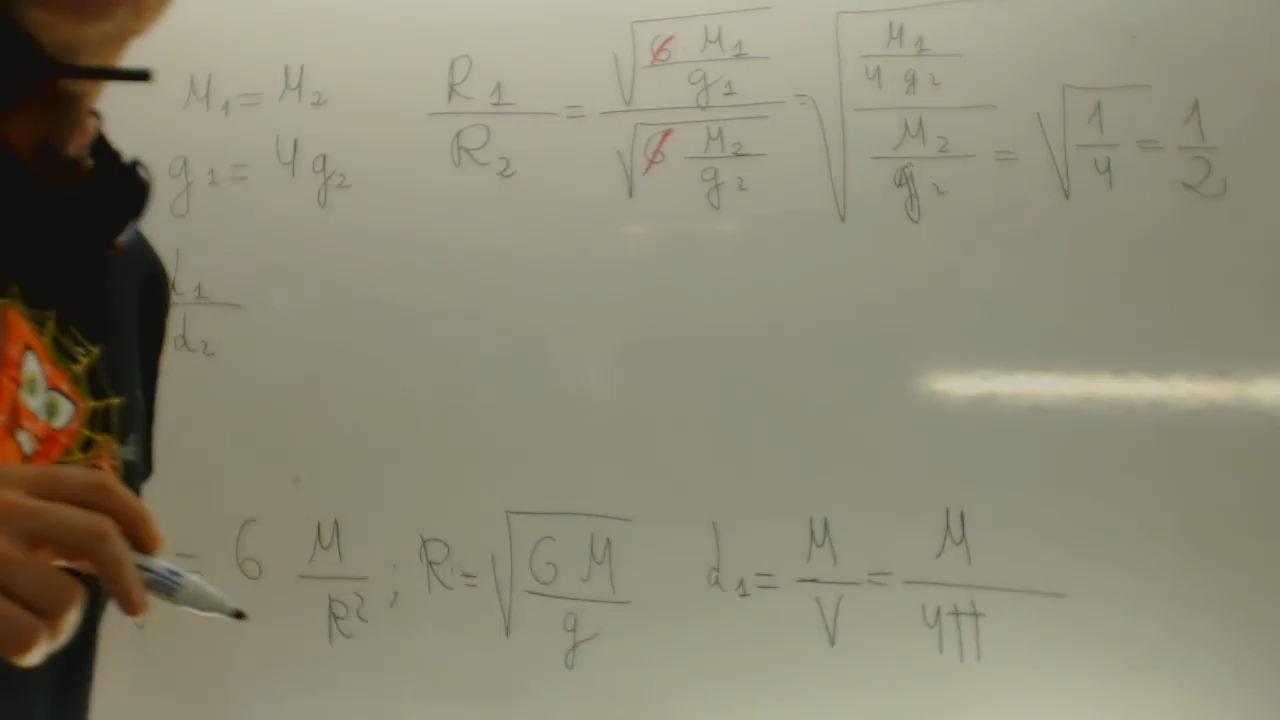 M₁ = M₂
g₁ = 4g₂
R₁/R₂ = √(G M₁/g₁)/√(G M₂/g₂) = √((M₁/4g₂)/(M₂/g₂)) = √(1/4) = 1/2
d₁/d₂
= G M/R² ; R = √(G M/g)
d₁ = M/V = M/4π